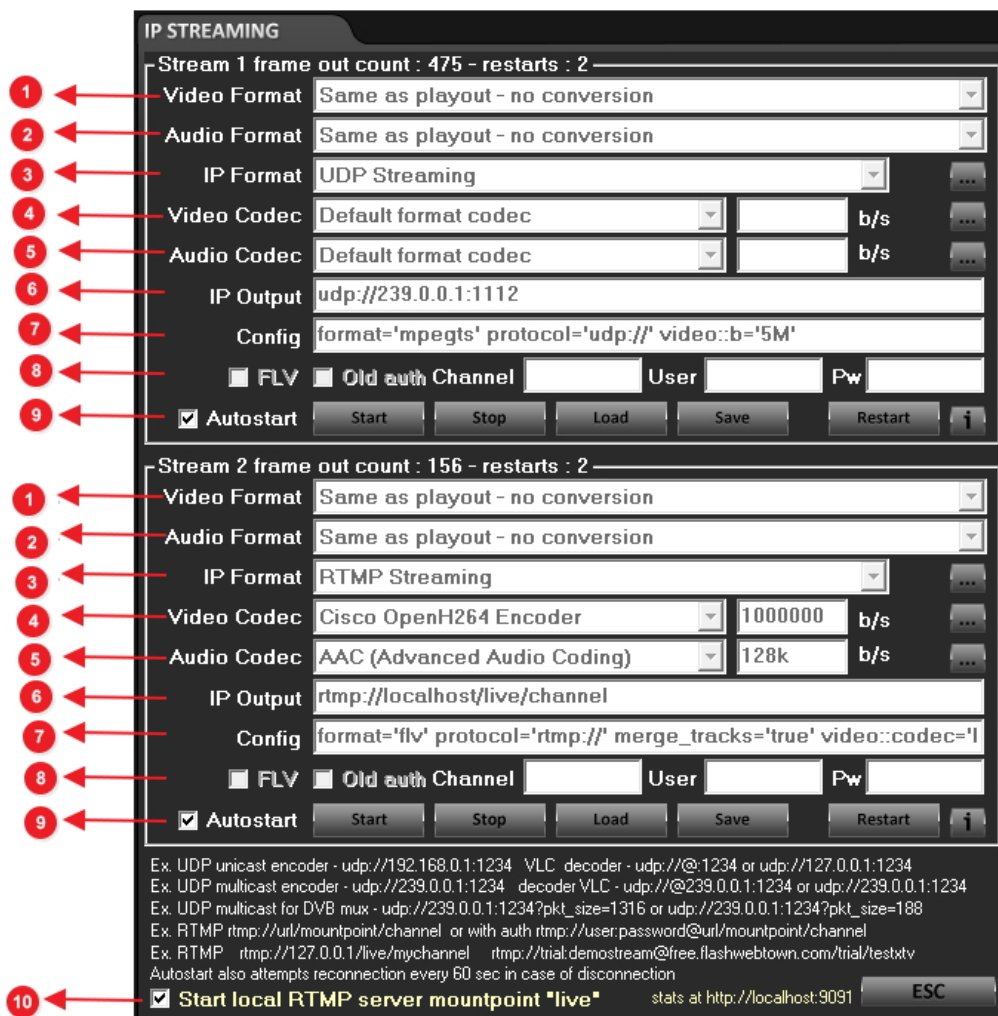 IP STREAMING
Stream 1 frame out count : 475 - restarts : 2
1 Video Format Same as playout - no conversion
2 Audio Format Same as playout - no conversion
3 IP Format UDP Streaming ...
4 Video Codec Default format codec b/s ...
5 Audio Codec Default format codec b/s ...
6 IP Output udp://239.0.0.1:1112
7 Config format='mpegts' protocol='udp://' video::b='5M'
8 FLV Old auth Channel User Pw
9 Autostart Start Stop Load Save Restart i
Stream 2 frame out count : 156 - restarts : 2
1 Video Format Same as playout - no conversion
2 Audio Format Same as playout - no conversion
3 IP Format RTMP Streaming ...
4 Video Codec Cisco OpenH264 Encoder 1000000 b/s ...
5 Audio Codec AAC (Advanced Audio Coding) 128k b/s ...
6 IP Output rtmp://localhost/live/channel
7 Config format='flv' protocol='rtmp://' merge_tracks='true' video::codec='l
8 FLV Old auth Channel User Pw
9 Autostart Start Stop Load Save Restart i
Ex. UDP unicast encoder - udp://192.168.0.1:1234 VLC decoder - udp://@:1234 or udp://127.0.0.1:1234
Ex. UDP multicast encoder - udp://239.0.0.1:1234 decoder VLC - udp://@239.0.0.1:1234 or udp://239.0.0.1:1234
Ex. UDP multicast for DVB mux - udp://239.0.0.1:1234?pkt_size=1316 or udp://239.0.0.1:1234?pkt_size=188
Ex. RTMP rtmp://url/mountpoint/channel or with auth rtmp://user:password@url/mountpoint/channel
Ex. RTMP rtmp://127.0.0.1/live/mychannel rtmp://trial:demostream@free.flashwebtown.com/trial/testxtv
Autostart also attempts reconnection every 60 sec in case of disconnection
10 Start local RTMP server mountpoint "live" stats at http://localhost:9091 ESC